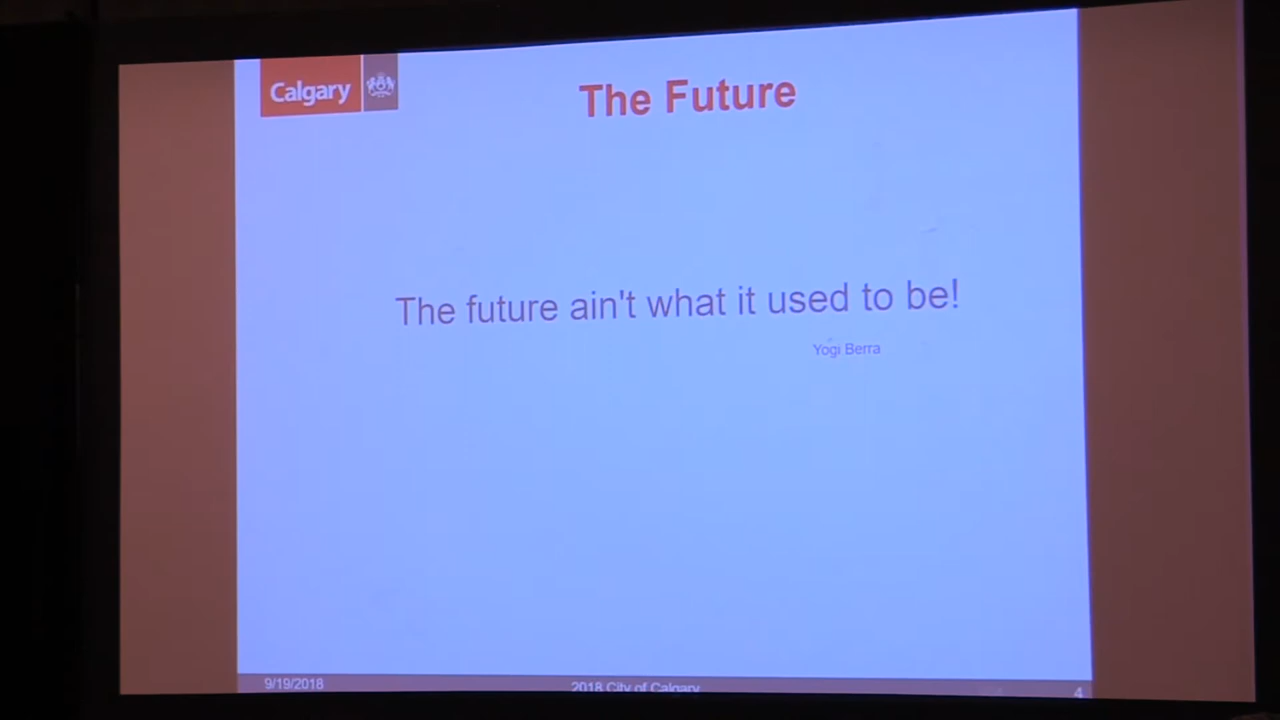 Calgary
The Future
The future ain't what it used to be!
Yogi Berra
9/19/2018
2018 City of Calgary
4